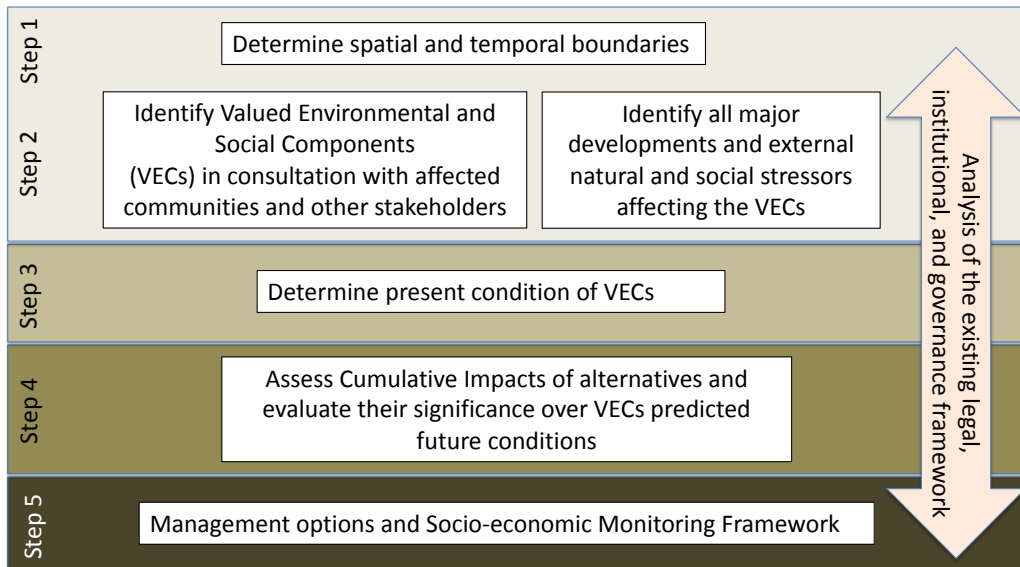 Step 1
Determine spatial and temporal boundaries
Step 2
Identify Valued Environmental and
Social Components
(VECs) in consultation with affected
communities and other stakeholders
Identify all major
developments and external
natural and social stressors
affecting the VECs
Step 3
Determine present condition of VECs
Step 4
Assess Cumulative Impacts of alternatives and
evaluate their significance over VECs predicted
future conditions
Step 5
Management options and Socio-economic Monitoring Framework
Analysis of the existing legal,
institutional, and governance framework